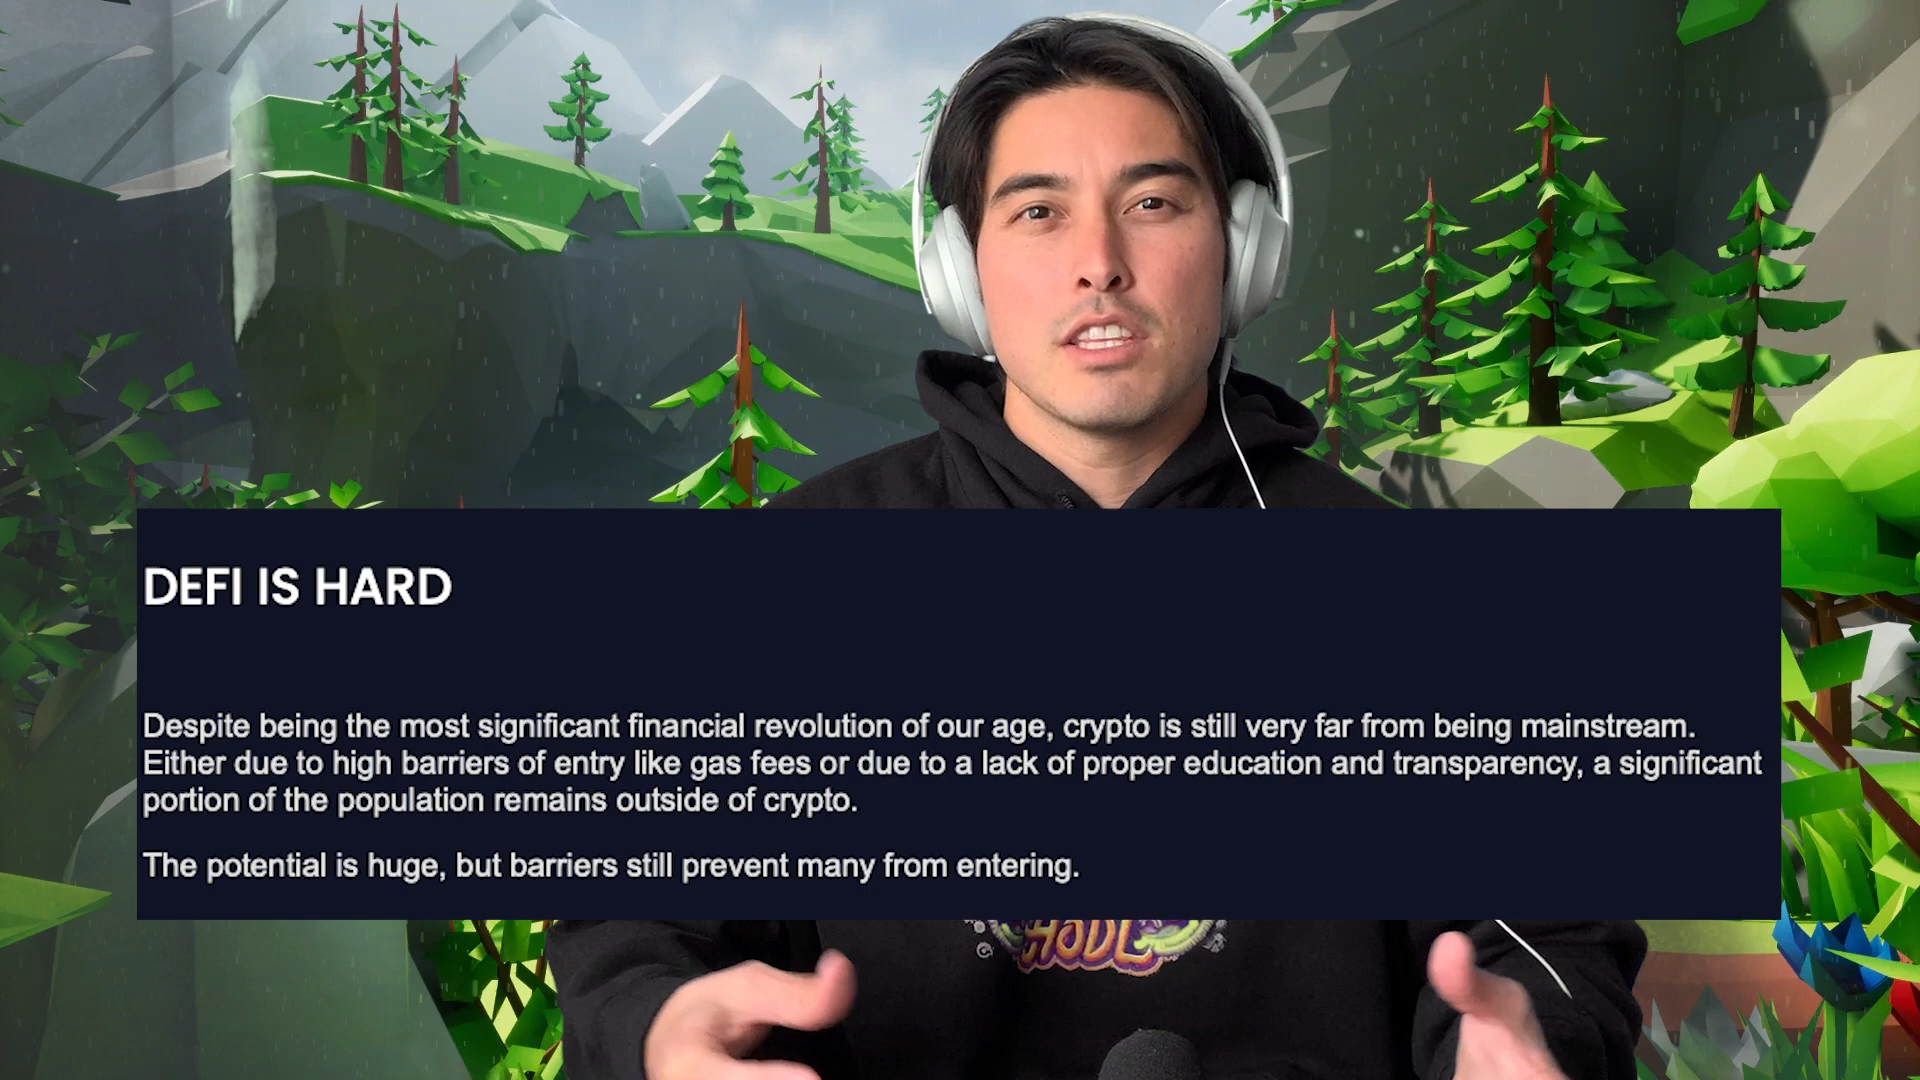 DEFI IS HARD
Despite being the most significant financial revolution of our age, crypto is still very far from being mainstream.
Either due to high barriers of entry like gas fees or due to a lack of proper education and transparency, a significant
portion of the population remains outside of crypto.
The potential is huge, but barriers still prevent many from entering.
HODL